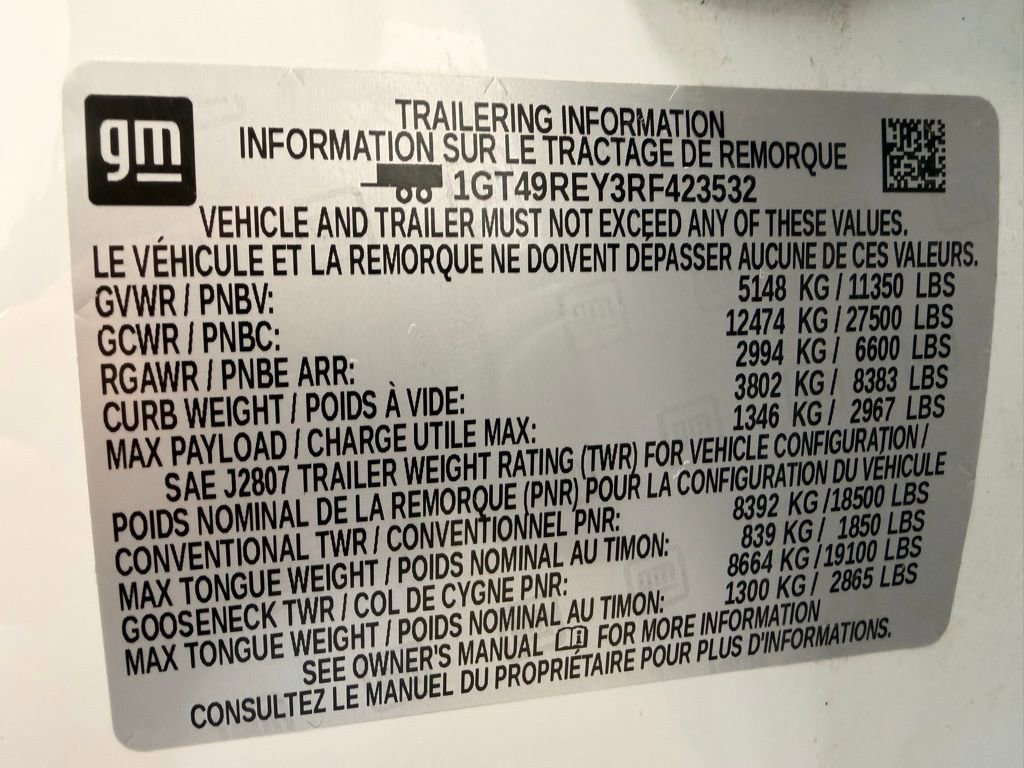 gm
TRAILERING INFORMATION
INFORMATION SUR LE TRACTAGE DE REMORQUE
1GT49REY3RF423532
VEHICLE AND TRAILER MUST NOT EXCEED ANY OF THESE VALUES.
LE VÉHICULE ET LA REMORQUE NE DOIVENT DÉPASSER AUCUNE DE CES VALEURS.
GVWR / PNBV: 5148 KG / 11350 LBS
GCWR / PNBC: 12474 KG / 27500 LBS
RGAWR / PNBE ARR: 2994 KG / 6600 LBS
CURB WEIGHT / POIDS À VIDE: 3802 KG / 8383 LBS
MAX PAYLOAD / CHARGE UTILE MAX: 1346 KG / 2967 LBS
SAE J2807 TRAILER WEIGHT RATING (TWR) FOR VEHICLE CONFIGURATION /
POIDS NOMINAL DE LA REMORQUE (PNR) POUR LA CONFIGURATION DU VÉHICULE
CONVENTIONAL TWR / CONVENTIONNEL PNR: 8392 KG /18500 LBS
MAX TONGUE WEIGHT / POIDS NOMINAL AU TIMON: 839 KG / 1850 LBS
GOOSENECK TWR / COL DE CYGNE PNR: 8664 KG /19100 LBS
MAX TONGUE WEIGHT / POIDS NOMINAL AU TIMON: 1300 KG / 2865 LBS
SEE OWNER'S MANUAL FOR MORE INFORMATION
CONSULTEZ LE MANUEL DU PROPRIÉTAIRE POUR PLUS D'INFORMATIONS.